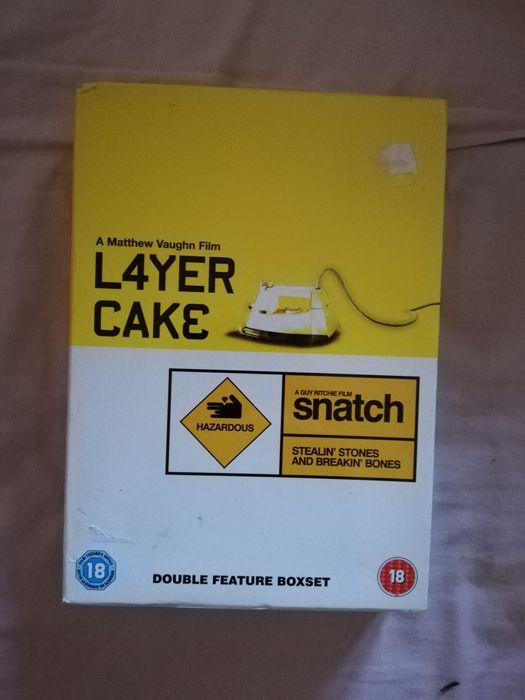 A Matthew Vaughn Film
L4YER
CAKE
HAZARDOUS
A GUY RITCHIE FILM
snatch
STEALIN' STONES
AND BREAKIN' BONES
18
DOUBLE FEATURE BOXSET
18